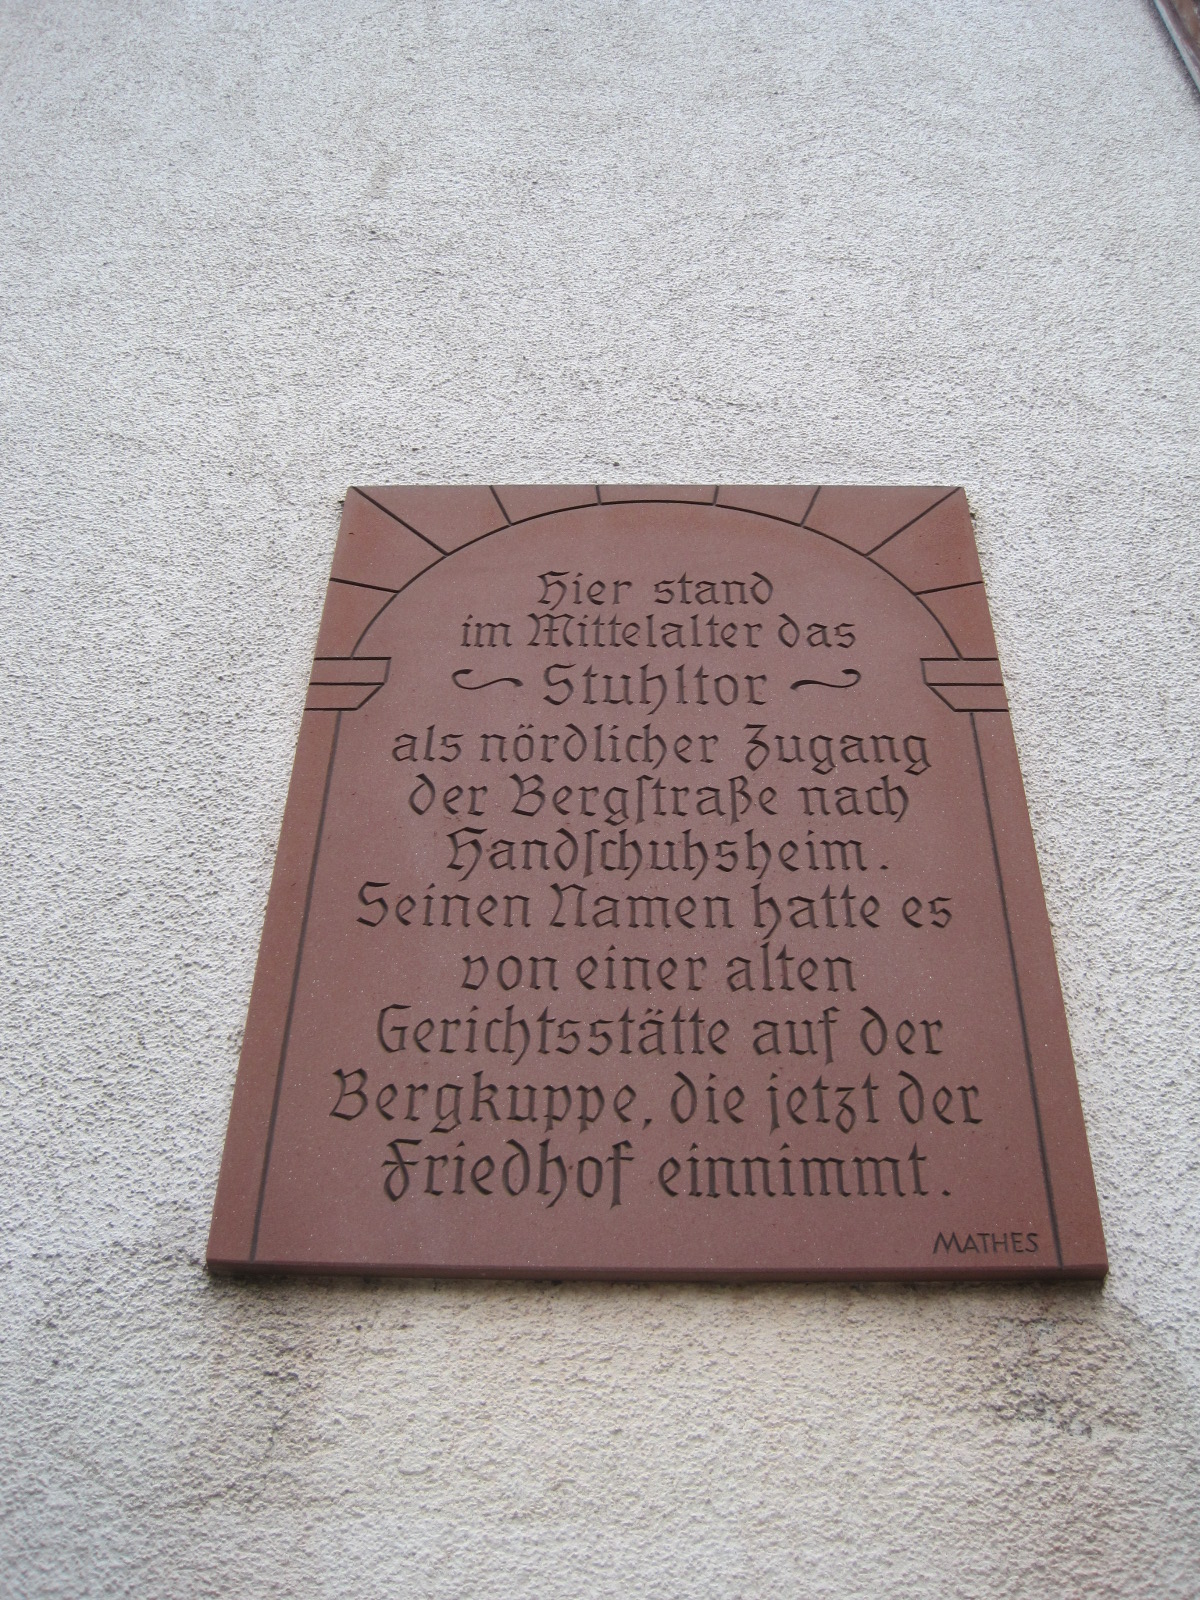 Hier stand
im Mittelalter das
Stuhltor
als nördlicher Zugang
der Bergſtraße nach
Handſchuhsheim.
Seinen Namen hatte es
von einer alten
Gerichtsstätte auf der
Bergkuppe, die jetzt der
Friedhof einnimmt.
MATHES